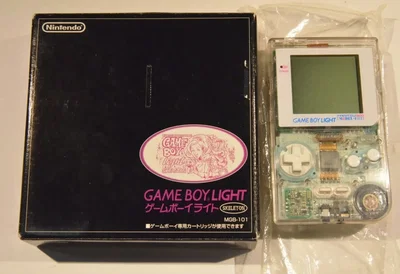 Nintendo
GAME BOY
GAMEBOY LIGHT
ゲームボーイライト SKELETON
MGB-101
■ゲームボーイ専用カートリッジが使用できます
GAMEBOY LIGHT